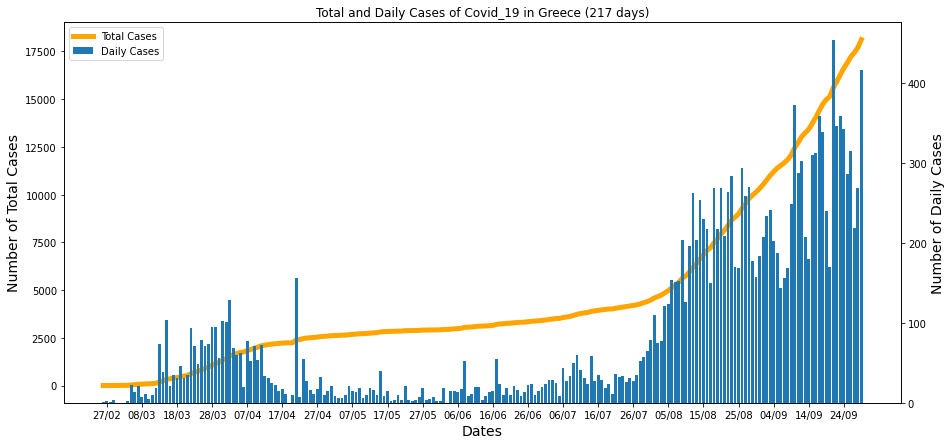 Total and Daily Cases of Covid_19 in Greece (217 days)
Total Cases
Daily Cases
Number of Total Cases
17500
15000
12500
10000
7500
5000
2500
0
Number of Daily Cases
400
300
200
100
0
27/02 08/03 18/03 28/03 07/04 17/04 27/04 07/05 17/05 27/05 06/06 16/06 26/06 06/07 16/07 26/07 05/08 15/08 25/08 04/09 14/09 24/09
Dates